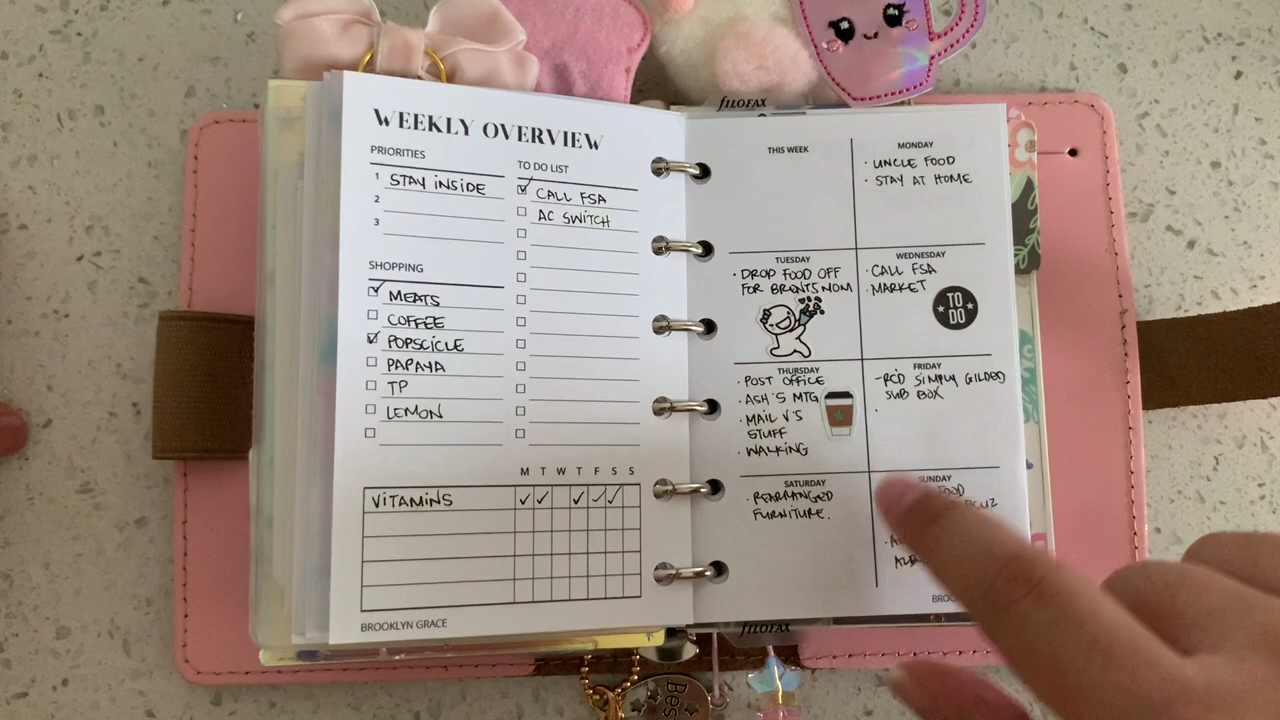 FILOFAX
WEEKLY OVERVIEW
PRIORITIES
1 STAY INSIDE
2
3
SHOPPING
MEATS
COFFEE
POPSCICLE
PAPAYA
TP
LEMON
TO DO LIST
CALL FSA
AC SWITCH
M T W T F S S
VITAMINS ✓ ✓ ✓ ✓ ✓
BROOKLYN GRACE
THIS WEEK
MONDAY
· UNCLE FOOD
· STAY AT HOME
TUESDAY
· DROP FOOD OFF
FOR BRENT'S MOM
WEDNESDAY
· CALL FSA
· MARKET
TO
DO
THURSDAY
· POST OFFICE
· ASH'S MTG
· MAIL V'S
STUFF
· WALKING
FRIDAY
- RCD SIMPLY GILDED
SUB BOX
SATURDAY
· REARRANGED
FURNITURE.
SUNDAY
FOOD
FILOFAX